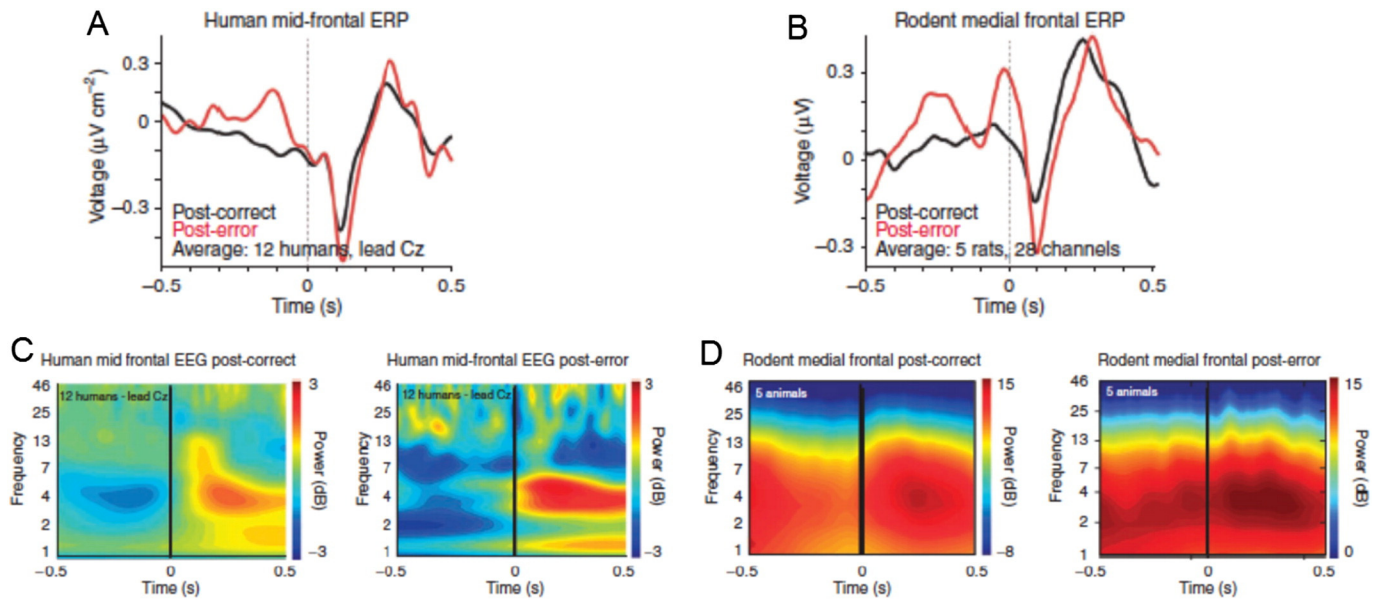 A
Human mid-frontal ERP
Voltage (μV cm⁻²)
0.3
0
−0.3
Post-correct
Post-error
Average: 12 humans, lead Cz
−0.5
0
0.5
Time (s)
B
Rodent medial frontal ERP
Voltage (μV)
0.3
0
−0.3
Post-correct
Post-error
Average: 5 rats, 28 channels
−0.5
0
0.5
Time (s)
C
Human mid frontal EEG post-correct
12 humans - lead Cz
Frequency
46
25
13
7
4
2
1
−0.5
0
0.5
Time (s)
3
Power (dB)
−3
Human mid-frontal EEG post-error
12 humans - lead Cz
Frequency
46
25
13
7
4
2
1
−0.5
0
0.5
Time (s)
3
Power (dB)
−3
D
Rodent medial frontal post-correct
5 animals
Frequency
46
25
13
7
4
2
1
−0.5
0
0.5
Time (s)
15
Power (dB)
−8
Rodent medial frontal post-error
5 animals
Frequency
46
25
13
7
4
2
1
−0.5
0
0.5
Time (s)
15
Power (dB)
0